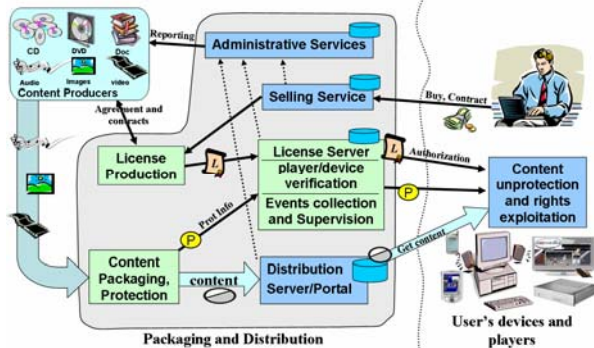 CD
DVD
Doc
Audio
Images
video
Content Producers
Reporting
Administrative Services
Agreement and
contracts
Selling Service
Buy, Contract
License
Production
L
License Server
player/device
verification
Events collection
and Supervision
L
Authorization
P
Content
unprotection
and rights
exploitation
P
Prot Info
Content
Packaging,
Protection
content
Distribution
Server/Portal
Get content
Packaging and Distribution
User's devices and
players